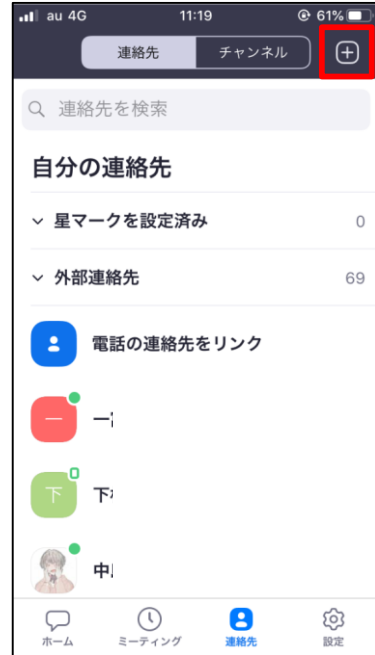 au 4G 11:19 61%
連絡先 チャンネル
連絡先を検索
自分の連絡先
星マークを設定済み 0
外部連絡先 69
電話の連絡先をリンク
一
下 下
中
ホーム ミーティング 連絡先 設定